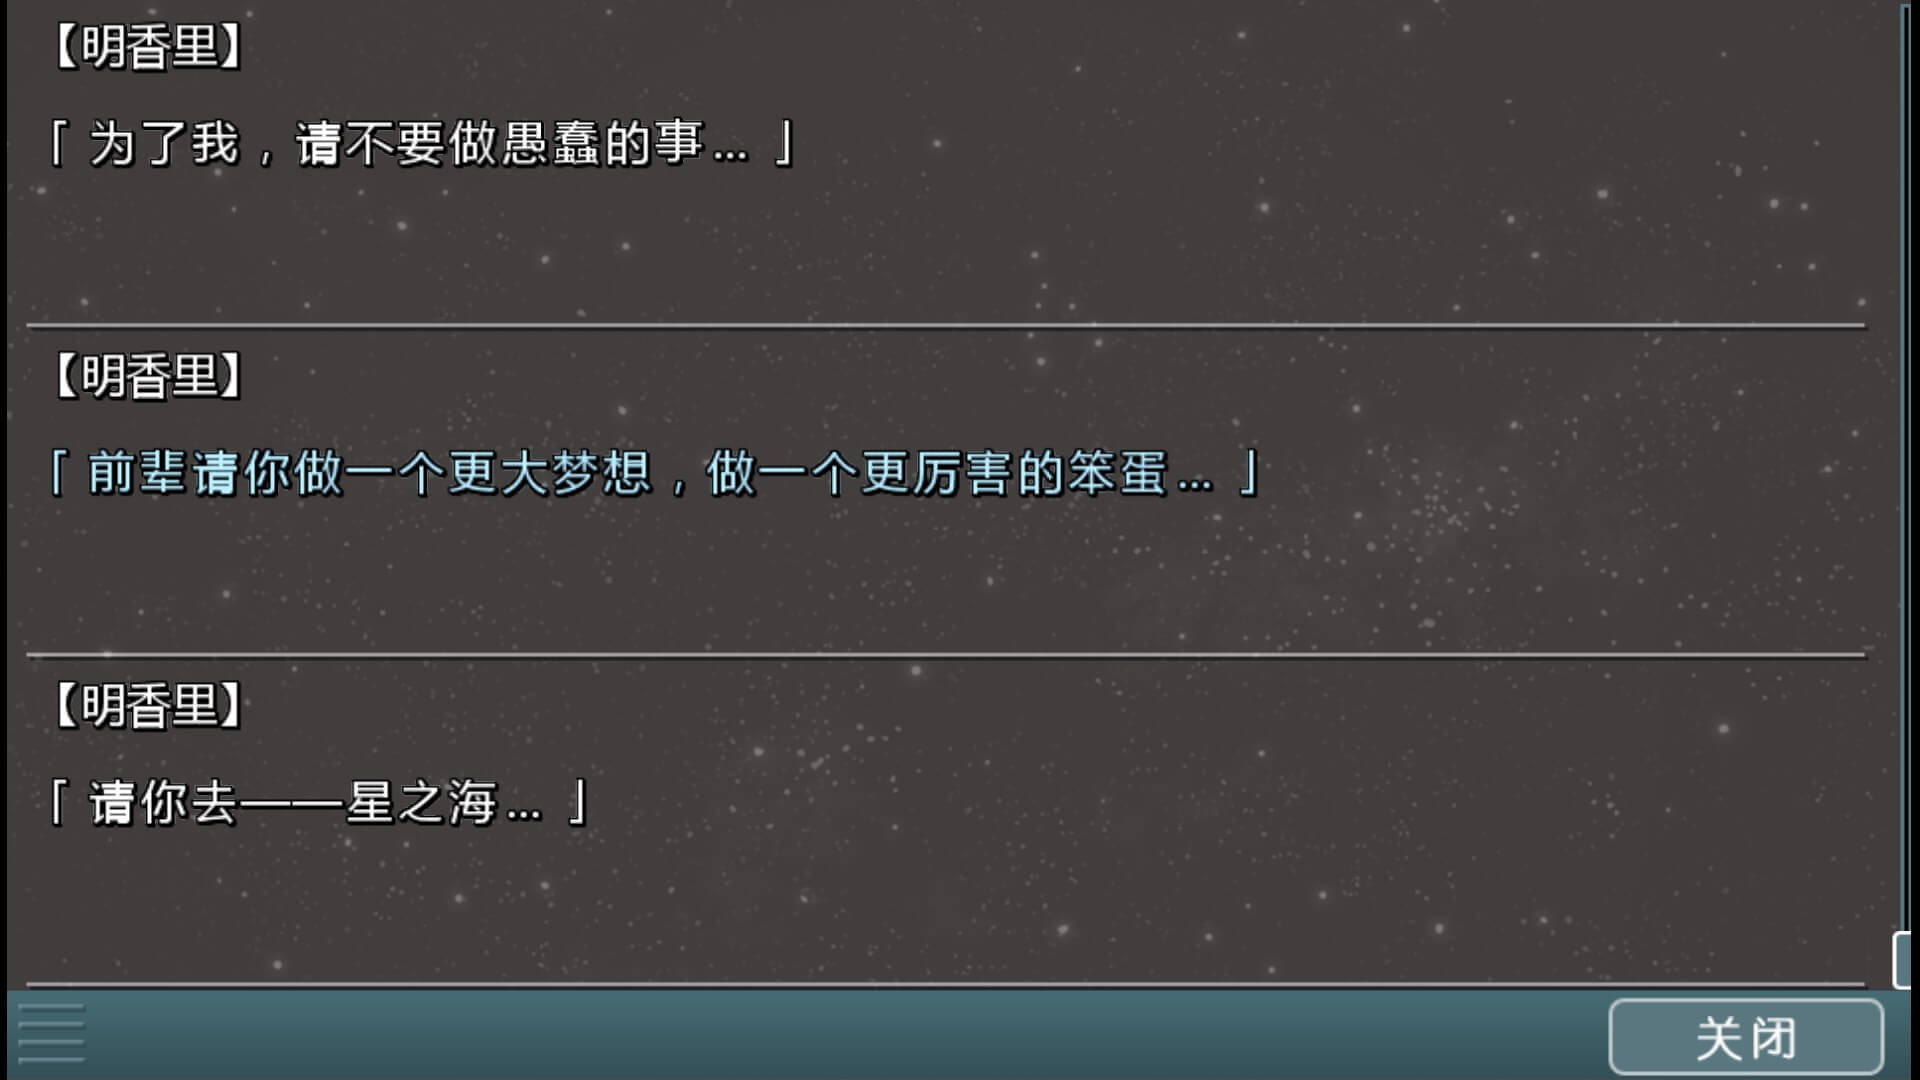 【明香里】
「为了我，请不要做愚蠢的事…」
【明香里】
「前辈请你做一个更大梦想，做一个更厉害的笨蛋…」
【明香里】
「请你去——星之海…」
关闭